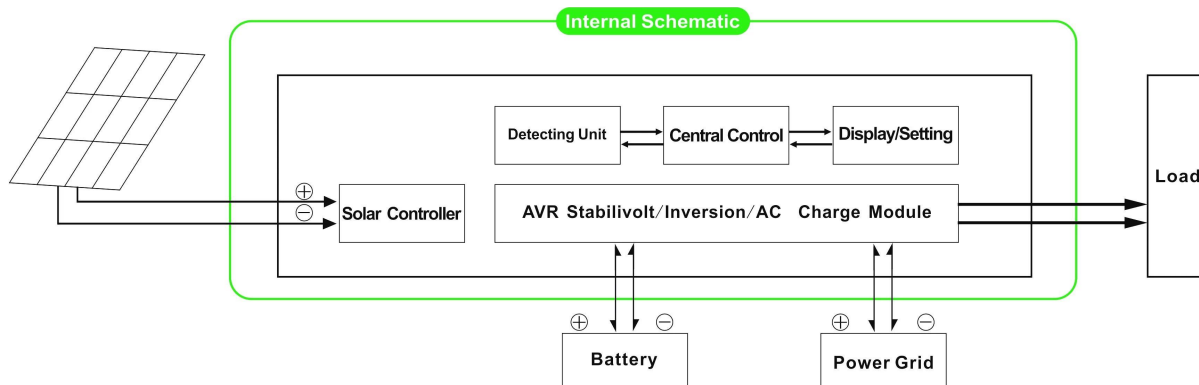 Internal Schematic
Detecting Unit
Central Control
Display/Setting
Load
+
−
Solar Controller
AVR Stabilivolt/Inversion/AC Charge Module
+
−
+
−
Battery
Power Grid